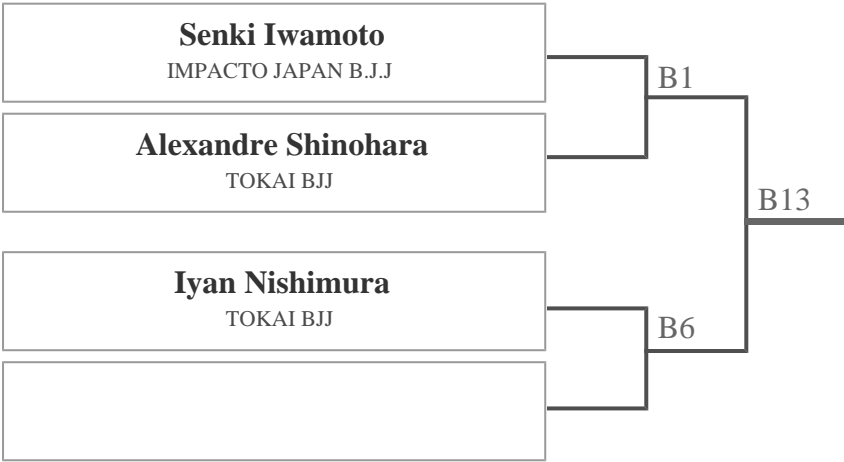 Senki Iwamoto
IMPACTO JAPAN B.J.J
B1
Alexandre Shinohara
TOKAI BJJ
B13
Iyan Nishimura
TOKAI BJJ
B6